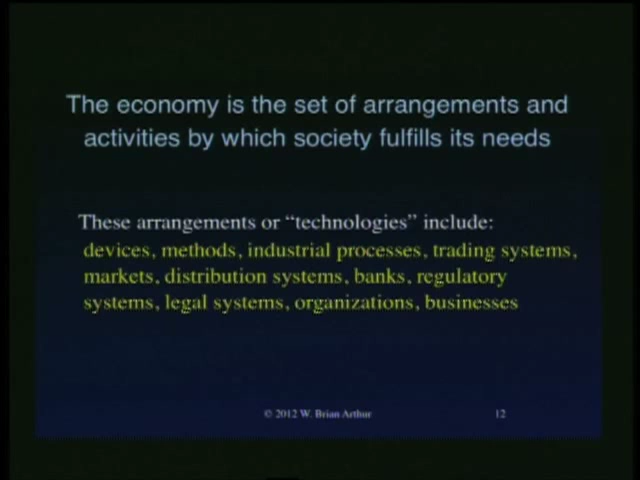 The economy is the set of arrangements and
activities by which society fulfills its needs
These arrangements or “technologies” include:
devices, methods, industrial processes, trading systems,
markets, distribution systems, banks, regulatory
systems, legal systems, organizations, businesses
© 2012 W. Brian Arthur
12